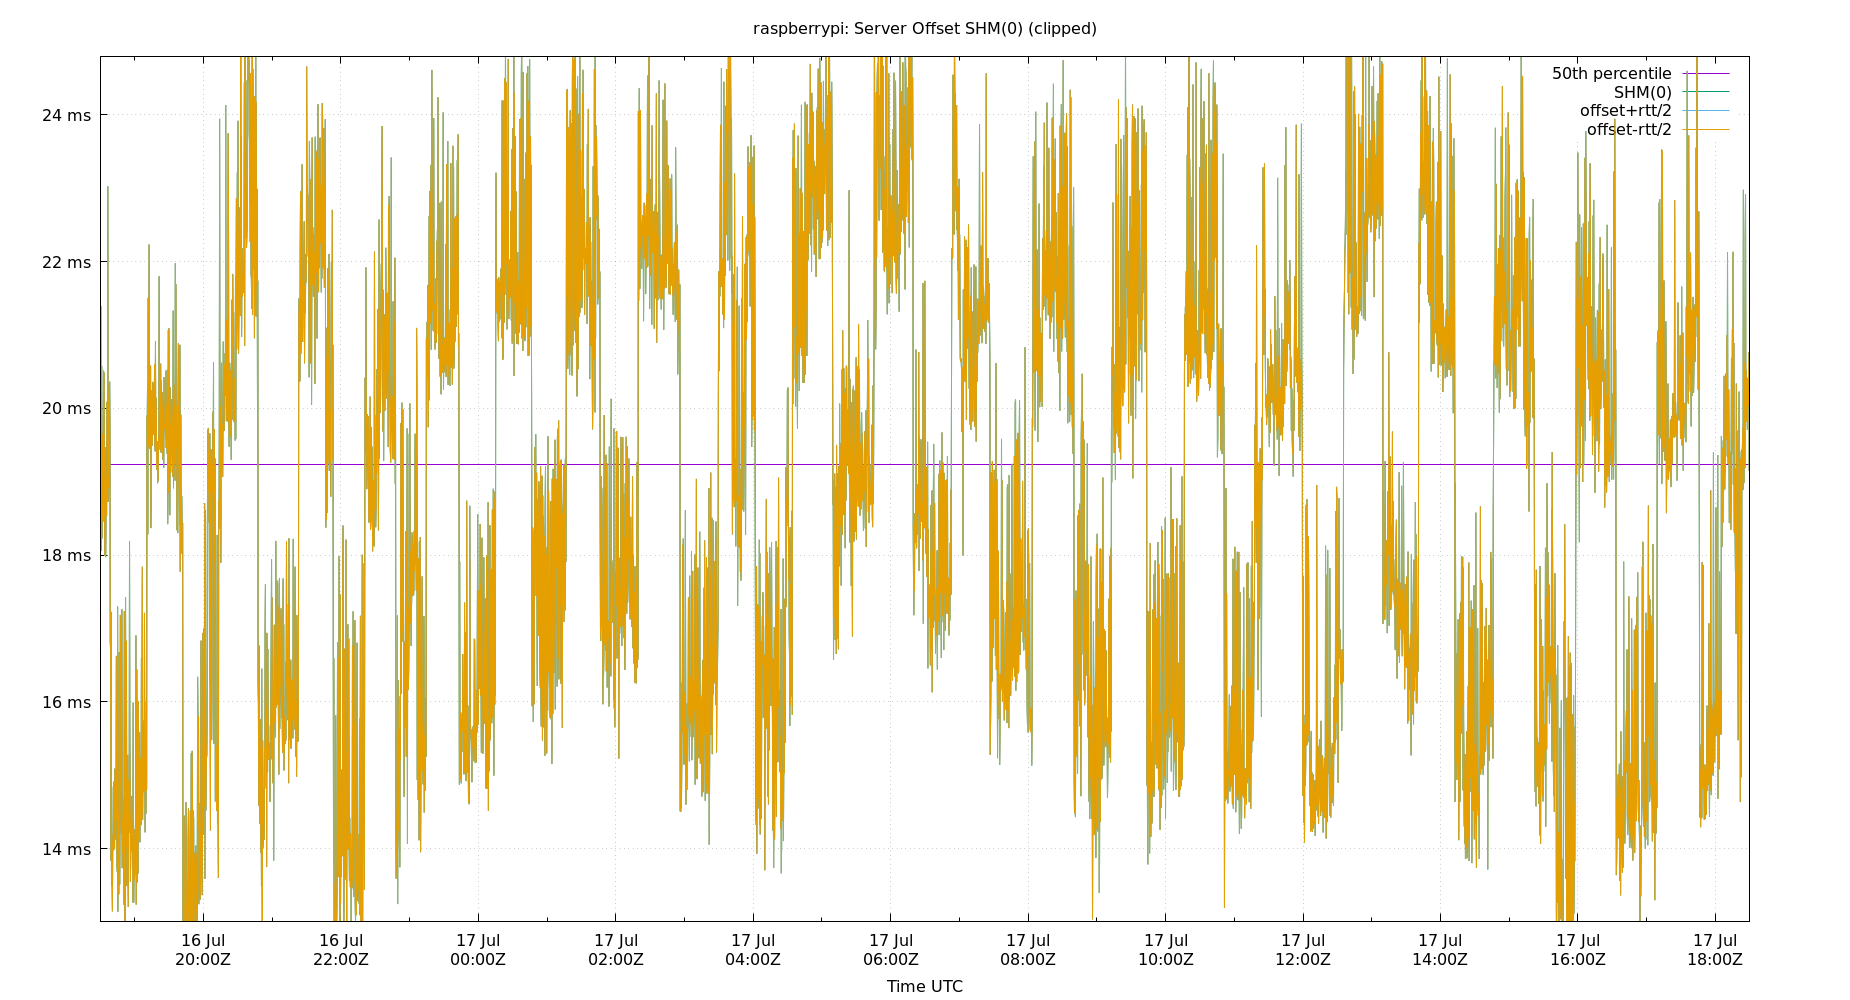 raspberrypi: Server Offset SHM(0) (clipped)
50th percentile
SHM(0)
offset+rtt/2
offset-rtt/2
24 ms
22 ms
20 ms
18 ms
16 ms
14 ms
16 Jul 16 Jul 17 Jul 17 Jul 17 Jul 17 Jul 17 Jul 17 Jul 17 Jul 17 Jul 17 Jul 17 Jul
20:00Z 22:00Z 00:00Z 02:00Z 04:00Z 06:00Z 08:00Z 10:00Z 12:00Z 14:00Z 16:00Z 18:00Z
Time UTC